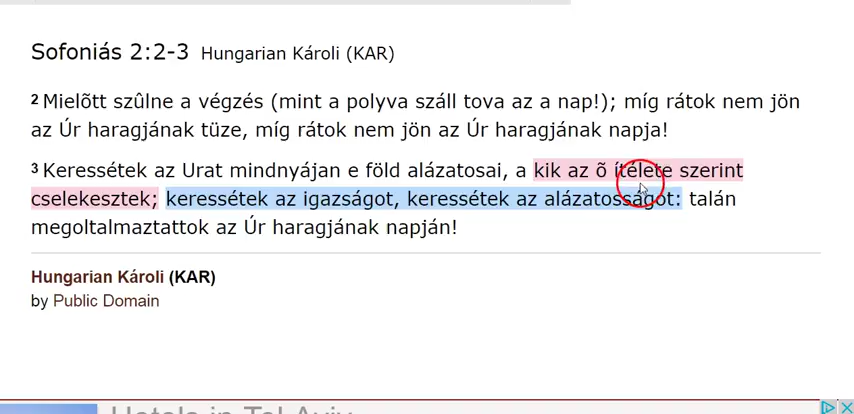 Sofoniás 2:2-3 Hungarian Károli (KAR)
2 Mielõtt szûlne a végzés (mint a polyva száll tova az a nap!); míg rátok nem jön
az Úr haragjának tüze, míg rátok nem jön az Úr haragjának napja!
3 Keressétek az Urat mindnyájan e föld alázatosai, a kik az õ ítélete szerint
cselekesztek; keressétek az igazságot, keressétek az alázatosságot: talán
megoltalmaztattok az Úr haragjának napján!
Hungarian Károli (KAR)
by Public Domain
Hotels in Tel Aviv